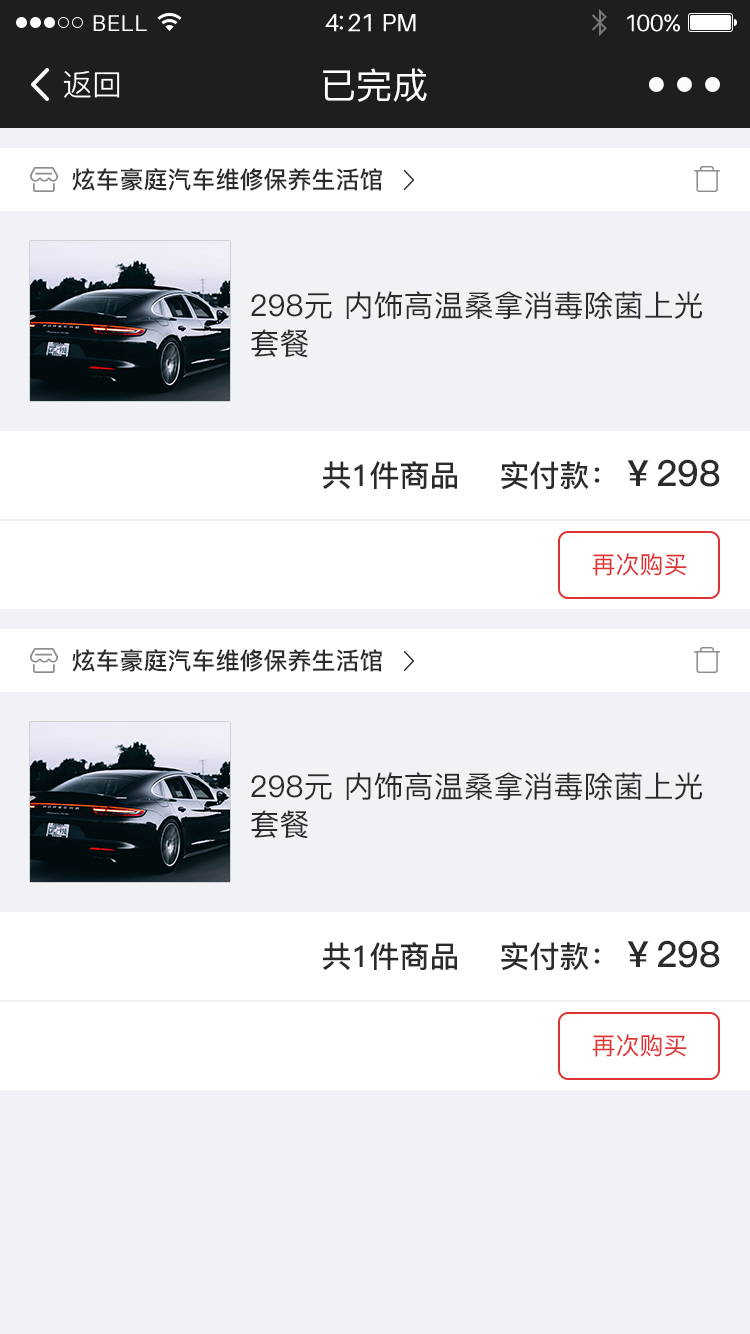 BELL 4:21 PM 100%
返回 已完成
炫车豪庭汽车维修保养生活馆
298元 内饰高温桑拿消毒除菌上光
套餐
共1件商品 实付款: ¥ 298
再次购买
炫车豪庭汽车维修保养生活馆
298元 内饰高温桑拿消毒除菌上光
套餐
共1件商品 实付款: ¥ 298
再次购买